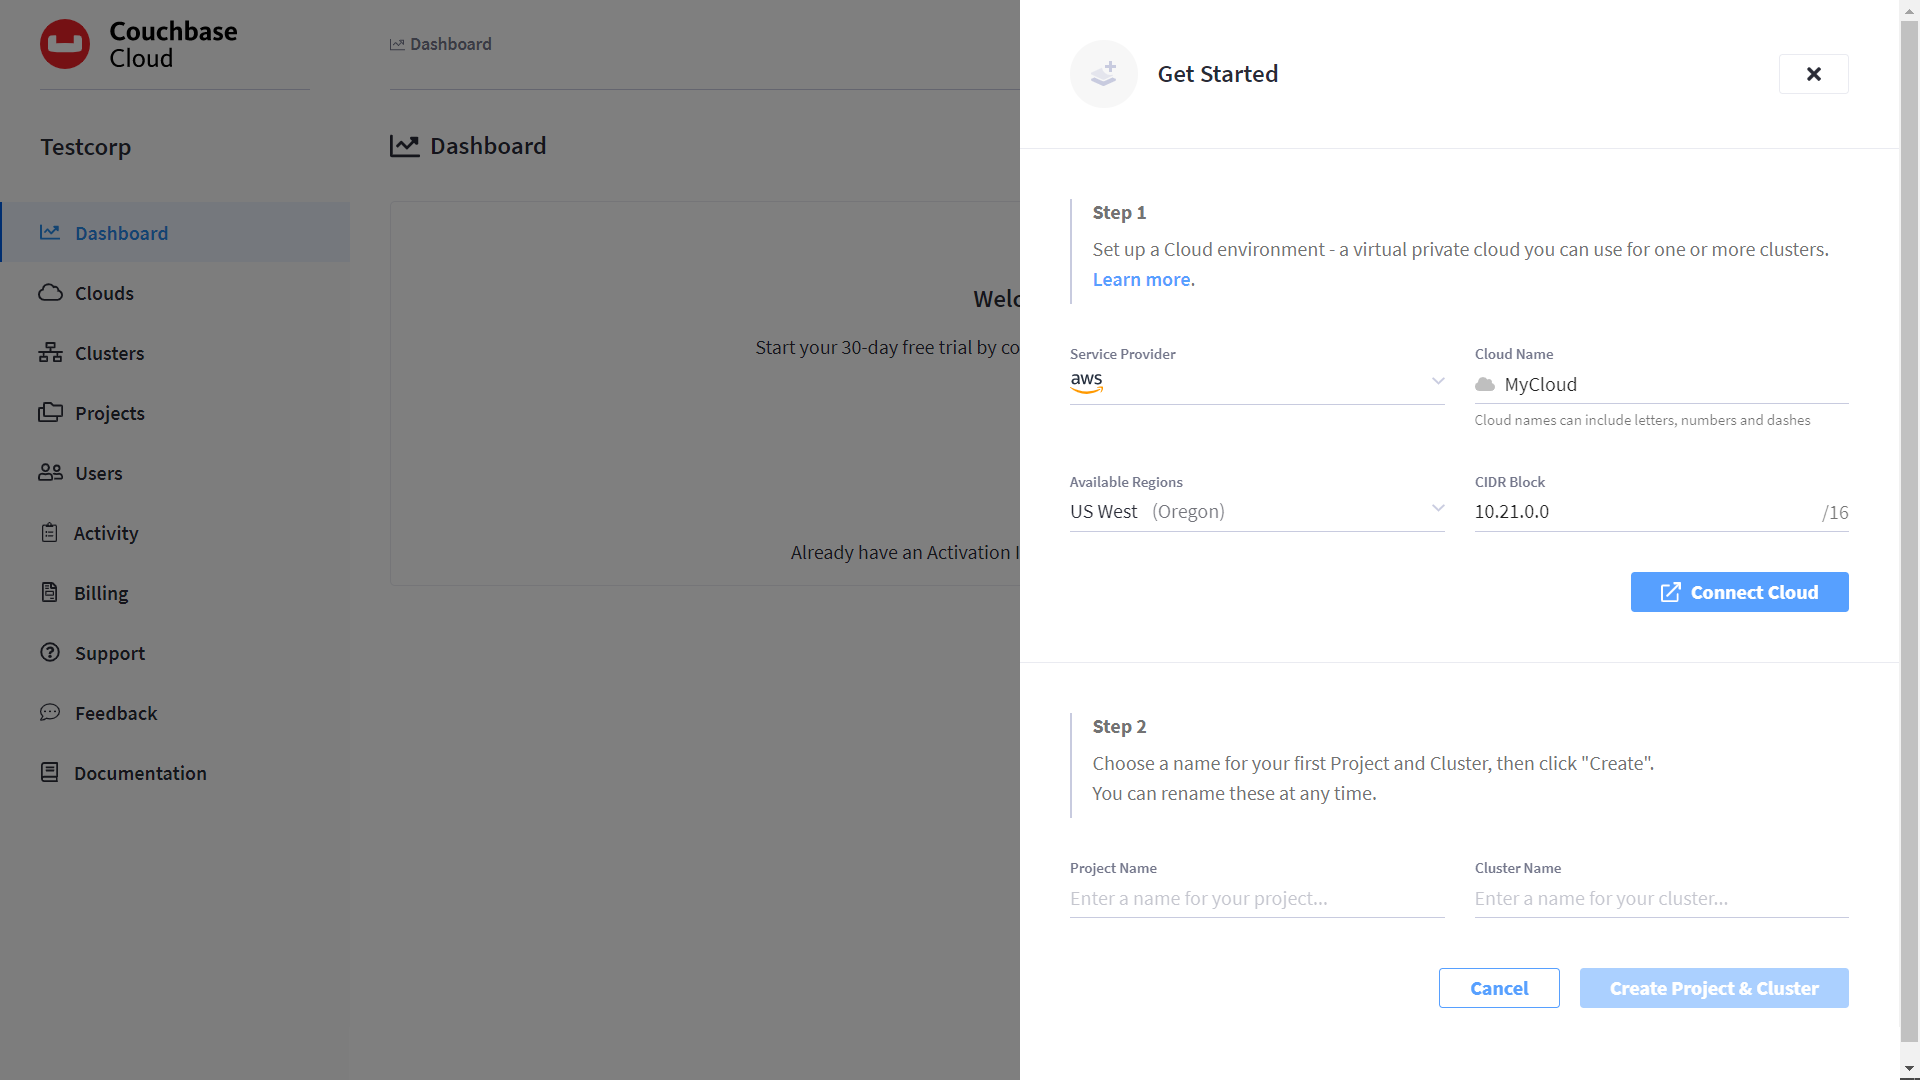 Couchbase
Cloud
Testcorp
Dashboard
Clouds
Clusters
Projects
Users
Activity
Billing
Support
Feedback
Documentation
Dashboard
Dashboard
Start your 30-day free trial by
Already have an Activation
Get Started
Step 1
Set up a Cloud environment - a virtual private cloud you can use for one or more clusters.
Learn more.
Service Provider
aws
Cloud Name
MyCloud
Cloud names can include letters, numbers and dashes
Available Regions
US West (Oregon)
CIDR Block
10.21.0.0 /16
Connect Cloud
Step 2
Choose a name for your first Project and Cluster, then click "Create".
You can rename these at any time.
Project Name
Enter a name for your project...
Cluster Name
Enter a name for your cluster...
Cancel
Create Project & Cluster